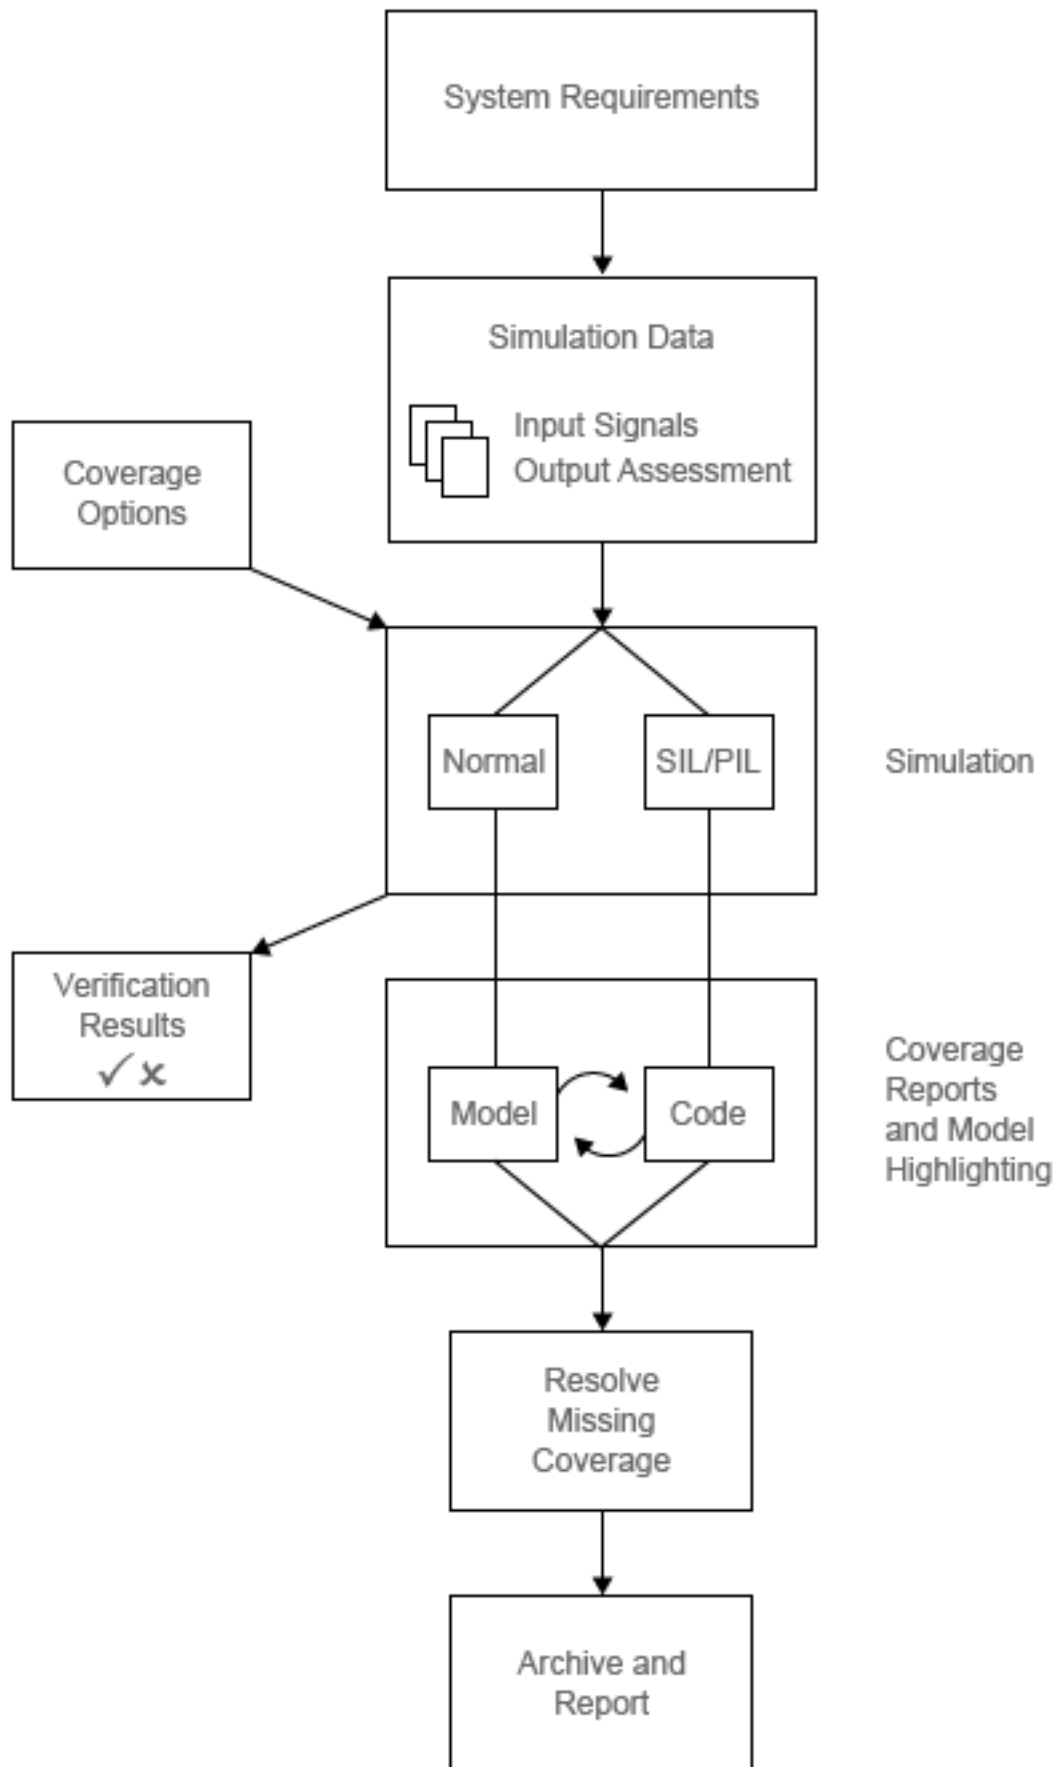 System Requirements
Simulation Data
Input Signals
Output Assessment
Coverage
Options
Normal
SIL/PIL
Simulation
Verification
Results
Coverage
Reports
and Model
Highlighting
Model
Code
Resolve
Missing
Coverage
Archive and
Report